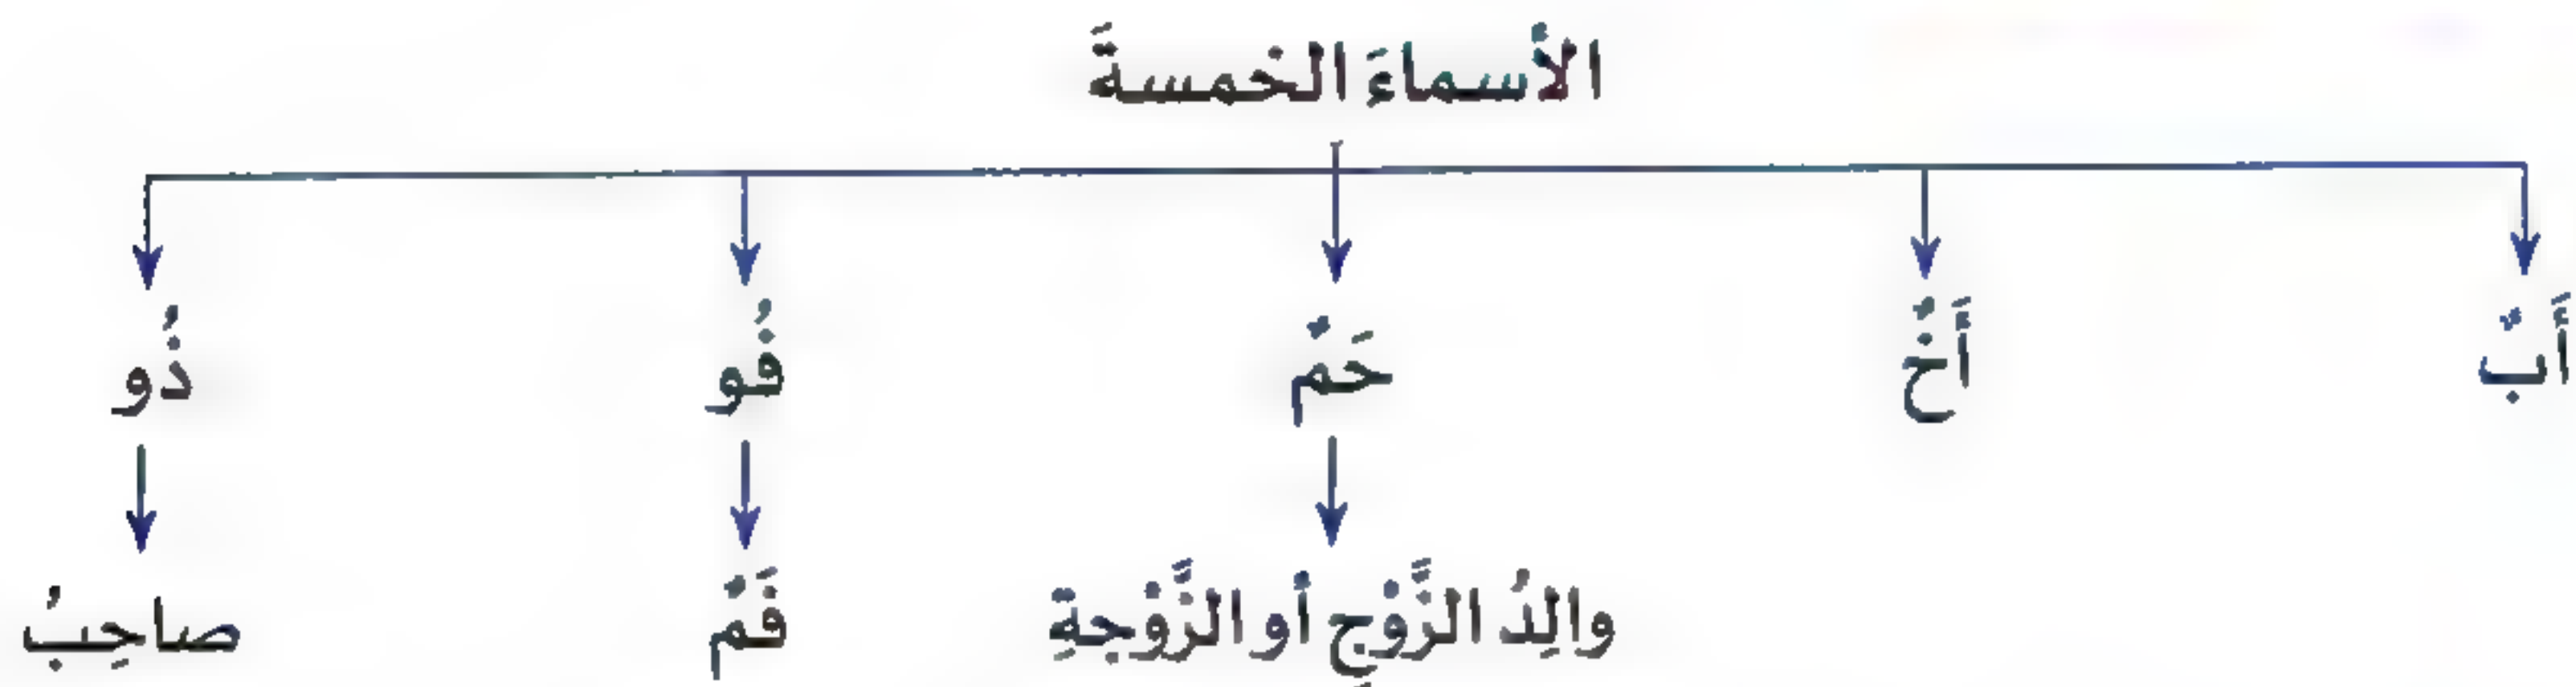 الأسماءَ الخمسةَ
أَبٌ أَخٌ حَمٌ فُو ذُو
والِدُ الزَّوْجِ أو الزَّوْجةِ فَمٌ صاحِبُ